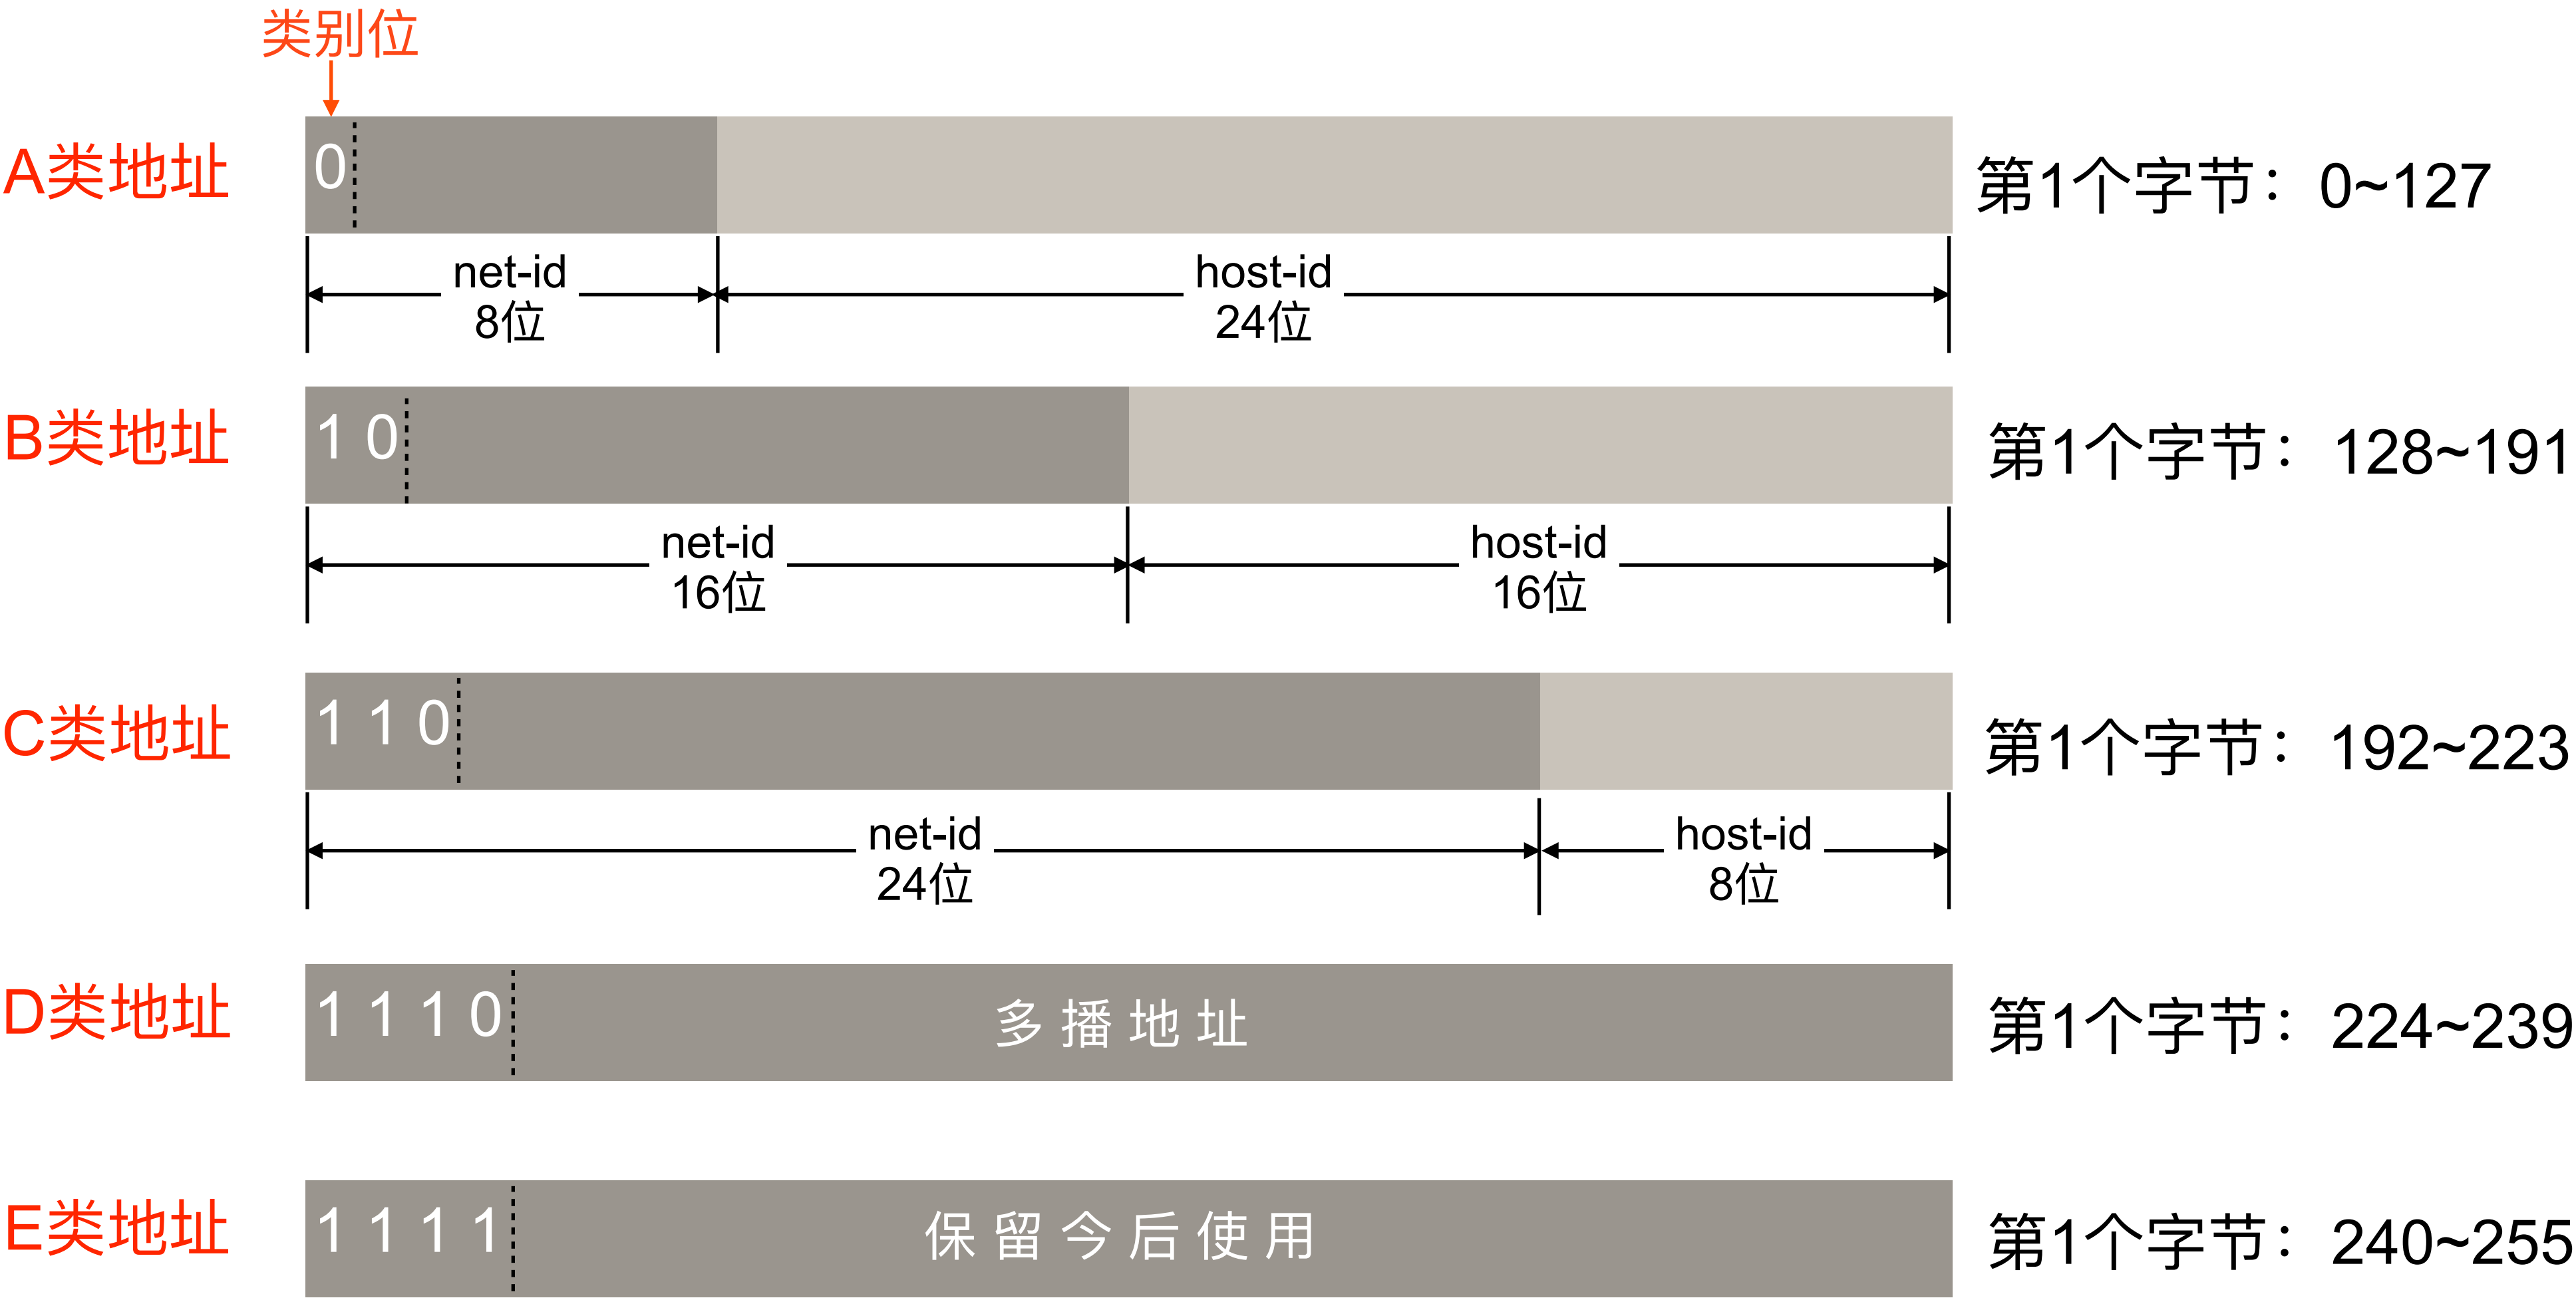 类别位
A类地址
0
第1个字节：0~127
net-id
8位
host-id
24位
B类地址
1 0
第1个字节：128~191
net-id
16位
host-id
16位
C类地址
1 1 0
第1个字节：192~223
net-id
24位
host-id
8位
D类地址
1 1 1 0
多播地址
第1个字节：224~239
E类地址
1 1 1 1
保留今后使用
第1个字节：240~255